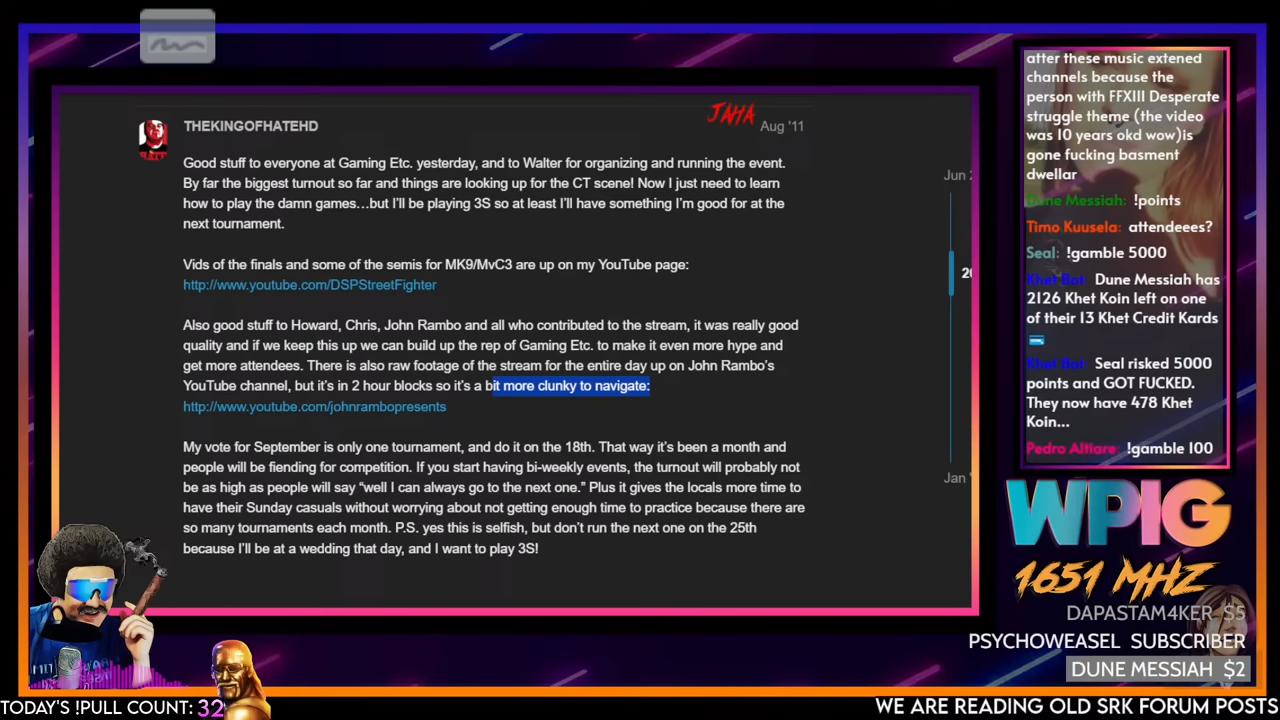 THEKINGOFHATEHD
JAHA
Aug '11
Good stuff to everyone at Gaming Etc. yesterday, and to Walter for organizing and running the event.
By far the biggest turnout so far and things are looking up for the CT scene! Now I just need to learn
how to play the damn games…but I'll be playing 3S so at least I'll have something I'm good for at the
next tournament.
Vids of the finals and some of the semis for MK9/MvC3 are up on my YouTube page:
http://www.youtube.com/DSPStreetFighter
Also good stuff to Howard, Chris, John Rambo and all who contributed to the stream, it was really good
quality and if we keep this up we can build up the rep of Gaming Etc. to make it even more hype and
get more attendees. There is also raw footage of the stream for the entire day up on John Rambo's
YouTube channel, but it's in 2 hour blocks so it's a bit more clunky to navigate:
http://www.youtube.com/johnrambopresents
My vote for September is only one tournament, and do it on the 18th. That way it's been a month and
people will be fiending for competition. If you start having bi-weekly events, the turnout will probably not
be as high as people will say “well I can always go to the next one.” Plus it gives the locals more time to
have their Sunday casuals without worrying about not getting enough time to practice because there are
so many tournaments each month. P.S. yes this is selfish, but don't run the next one on the 25th
because I'll be at a wedding that day, and I want to play 3S!
Jun 2
20
Jan '
after these music extened
channels because the
person with FFXIII Desperate
struggle theme (the video
was 10 years okd wow)is
gone fucking basment
dwellar
Dune Messiah: !points
Timo Kuusela: attendeees?
Seal: !gamble 5000
Khet Bot: Dune Messiah has
2126 Khet Koin left on one
of their 13 Khet Credit Kards
Khet Bot: Seal risked 5000
points and GOT FUCKED.
They now have 478 Khet
Koin...
Pedro Altiare: !gamble 100
WPIG
1651 MHZ
DAPASTAM4KER $5
PSYCHOWEASEL SUBSCRIBER
DUNE MESSIAH $2
TODAY'S !PULL COUNT: 32
WE ARE READING OLD SRK FORUM POSTS